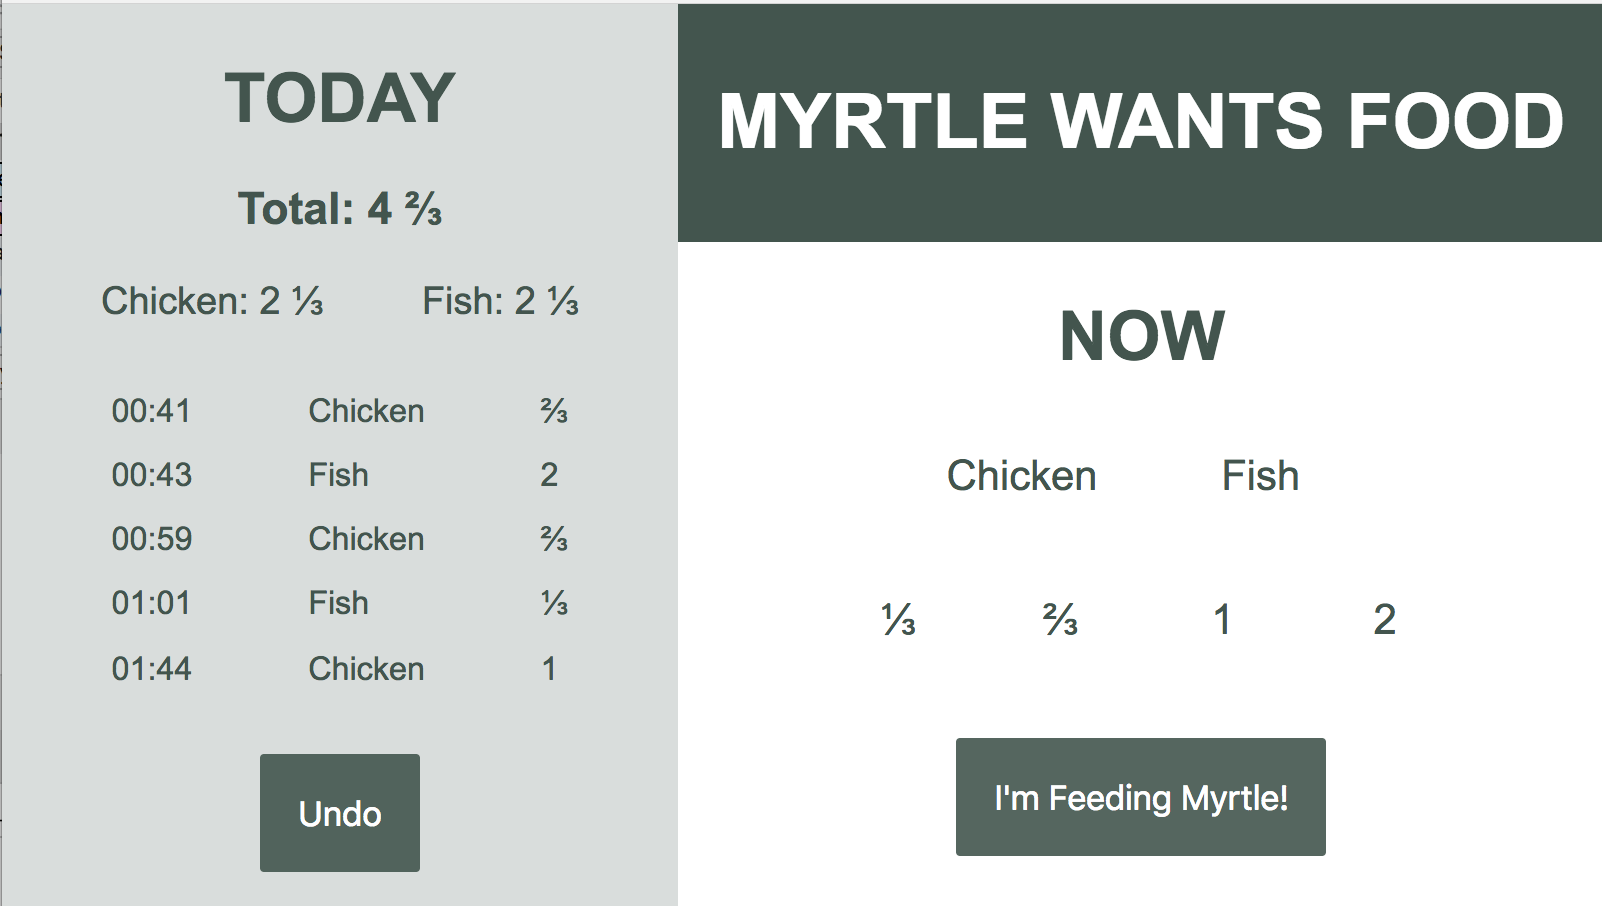 TODAY
Total: 4 ⅔
Chicken: 2 ⅓ Fish: 2 ⅓
00:41 Chicken ⅔
00:43 Fish 2
00:59 Chicken ⅔
01:01 Fish ⅓
01:44 Chicken 1
Undo
MYRTLE WANTS FOOD
NOW
Chicken Fish
⅓ ⅔ 1 2
I'm Feeding Myrtle!